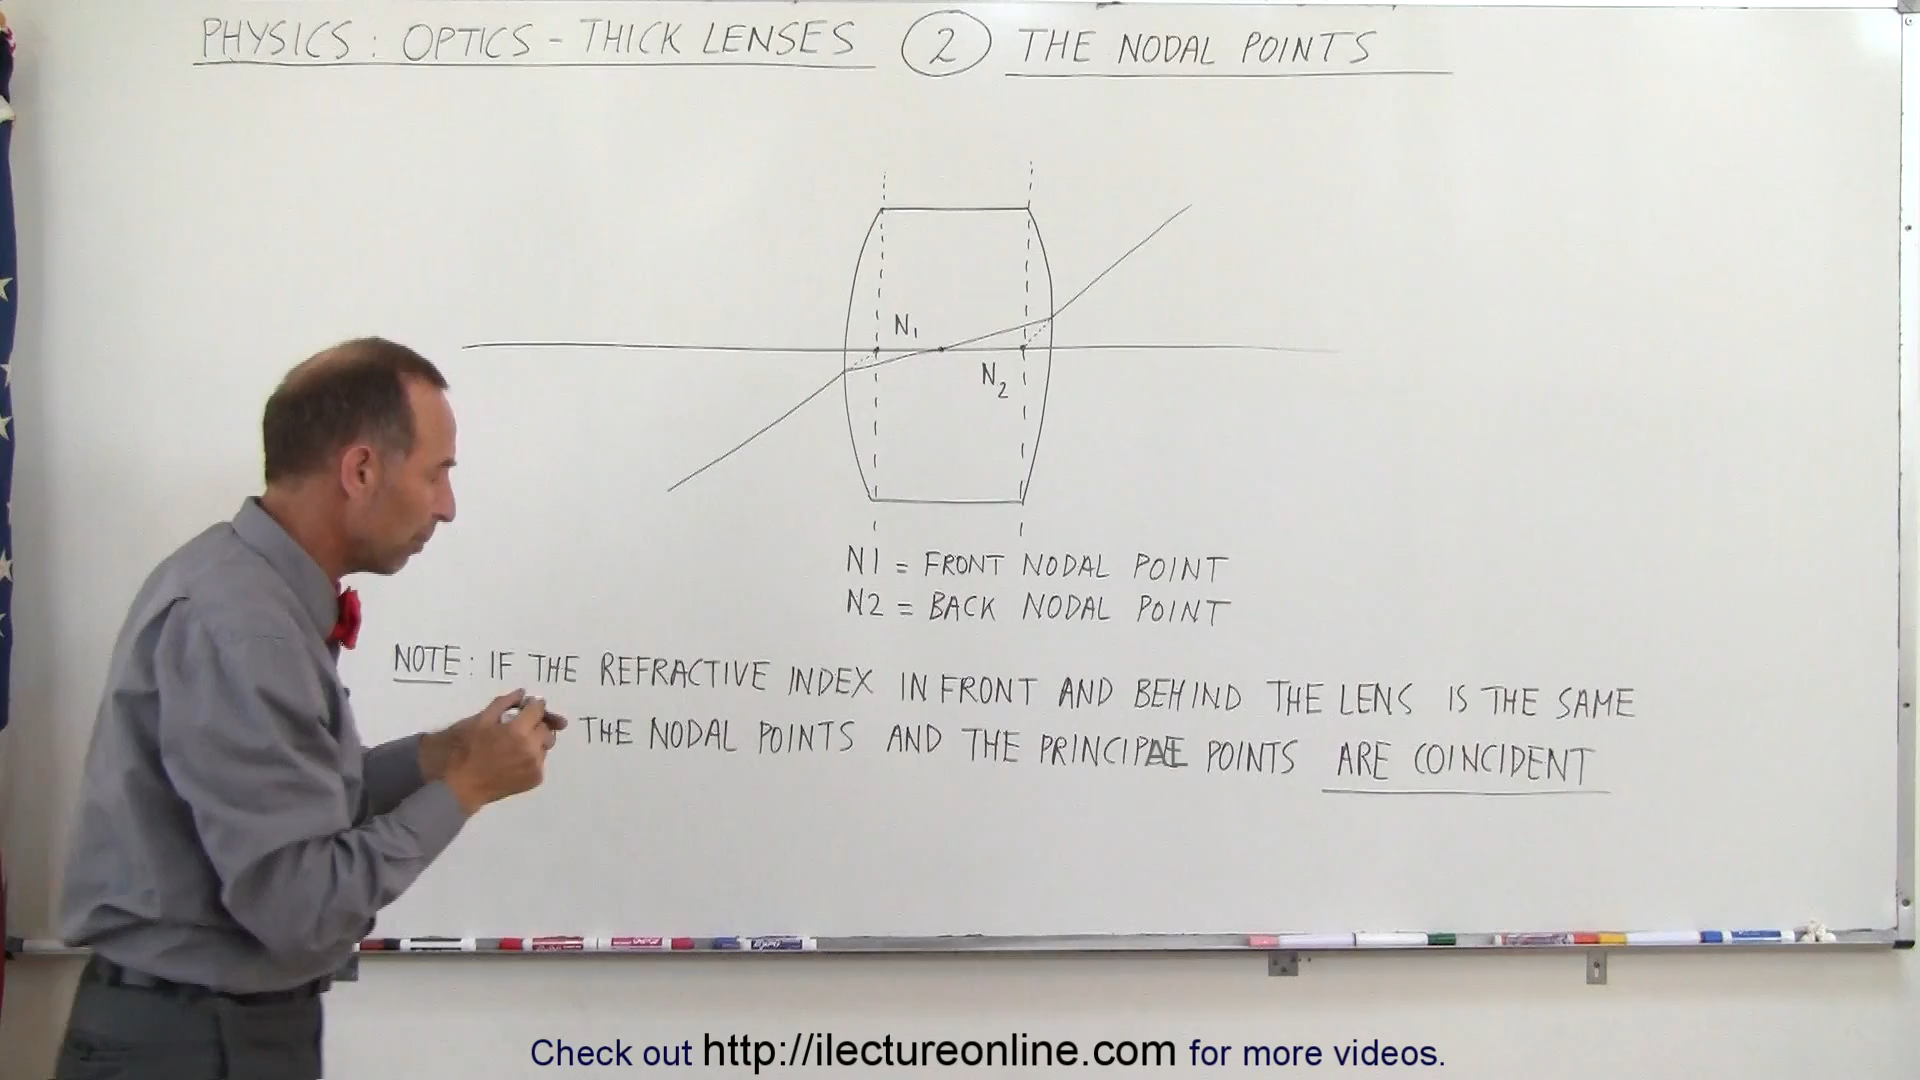 PHYSICS: OPTICS - THICK LENSES 2 THE NODAL POINTS
N1
N2
N1 = FRONT NODAL POINT
N2 = BACK NODAL POINT
NOTE: IF THE REFRACTIVE INDEX IN FRONT AND BEHIND THE LENS IS THE SAME
THE NODAL POINTS AND THE PRINCIPAL POINTS ARE COINCIDENT
EXPO
Check out http://ilectureonline.com for more videos.